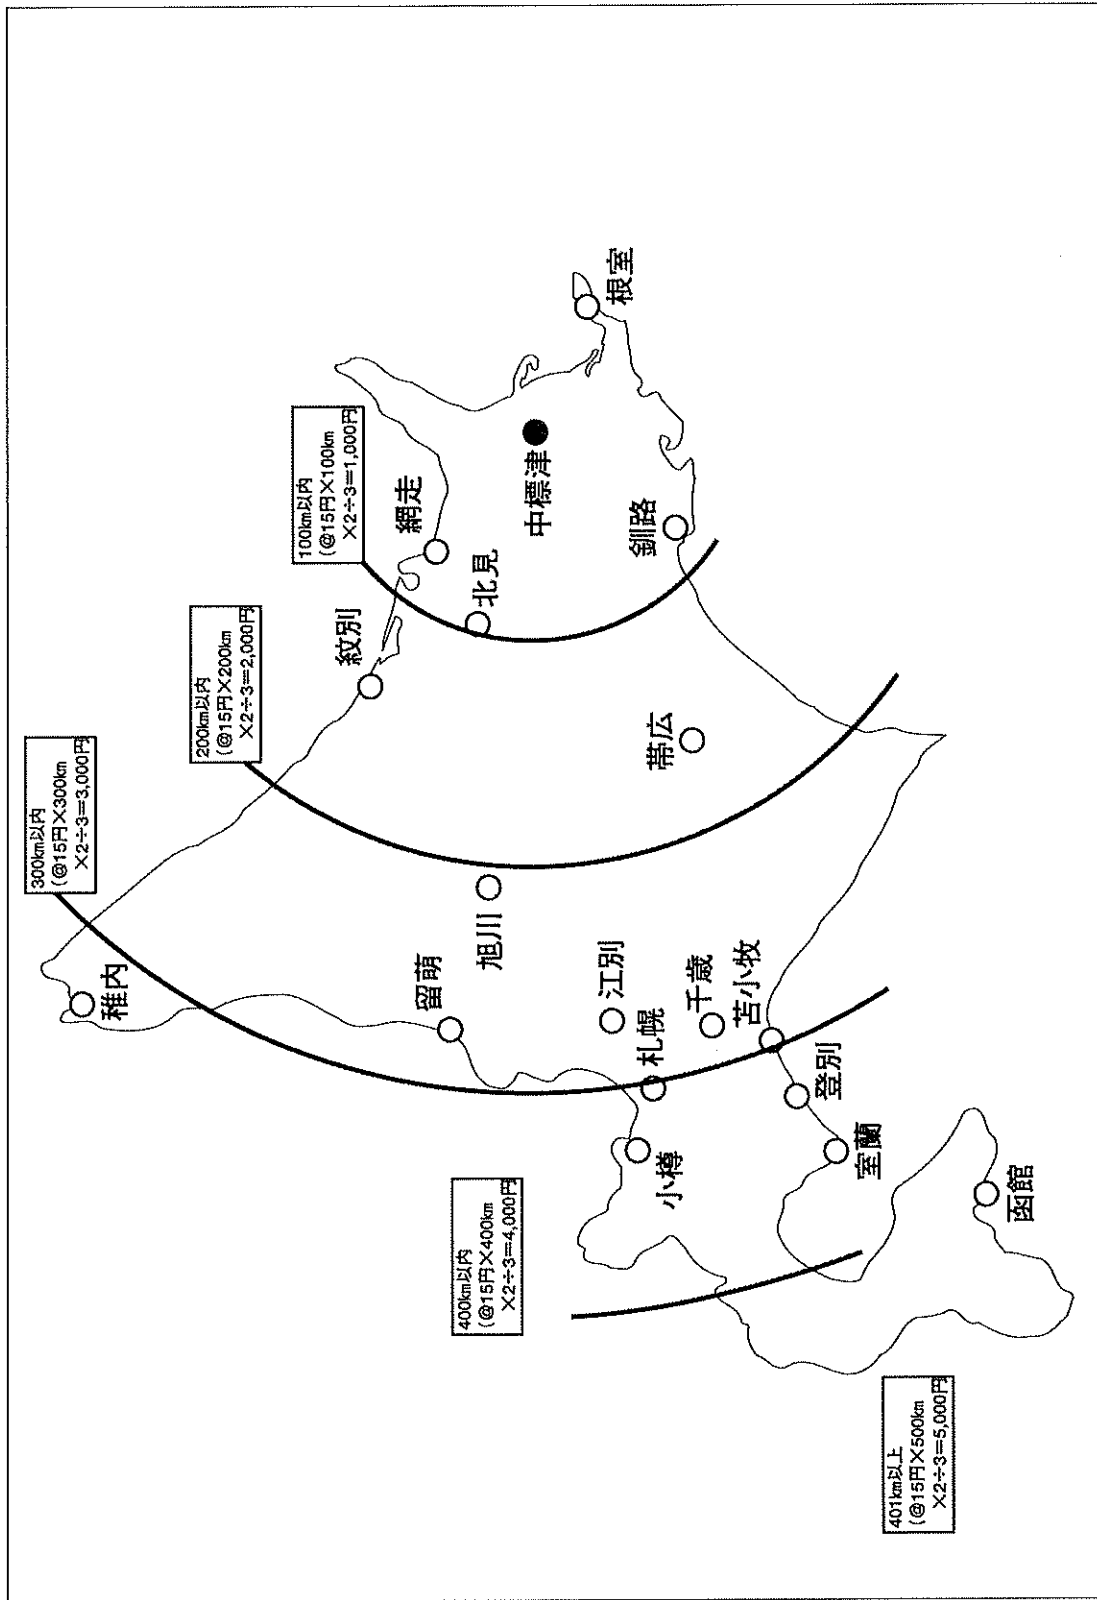 300km以内
(@15円×300km
×2÷3=3,000円
200km以内
(@15円×200km
×2÷3=2,000円
100km以内
(@15円×100km
×2÷3=1,000円
400km以内
(@15円×400km
×2÷3=4,000円
401km以上
(@15円×500km
×2÷3=5,000円
稚内
紋別
網走
北見
中標津
根室
釧路
帯広
旭川
留萌
江別
札幌
千歳
苫小牧
小樽
登別
室蘭
函館